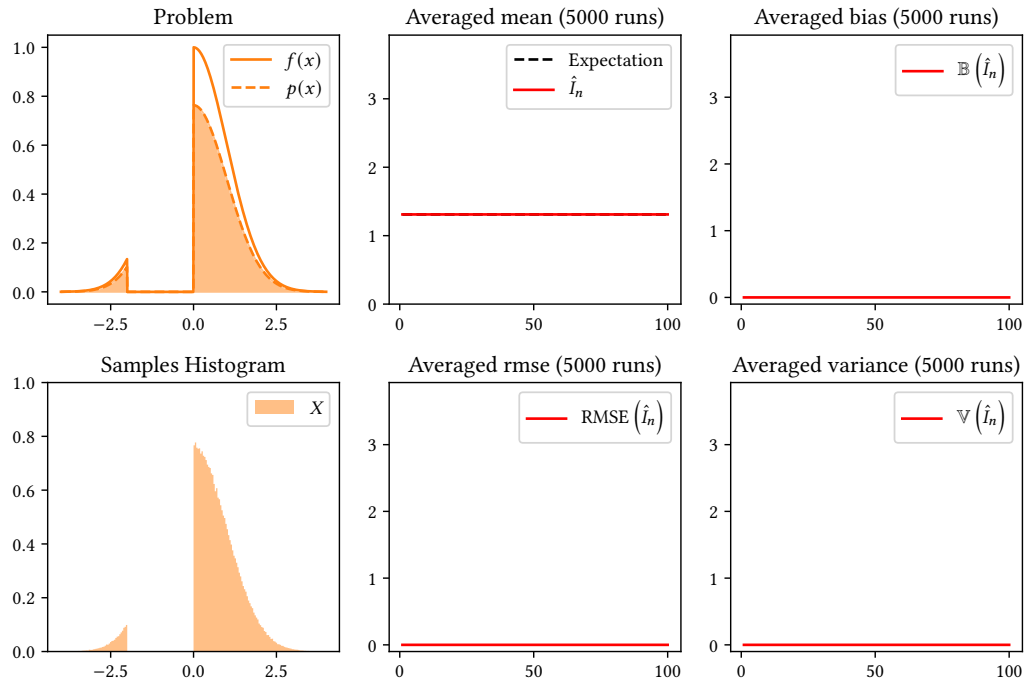 Problem
1.0
0.8
0.6
0.4
0.2
0.0
f(x)
p(x)
−2.5 0.0 2.5
Averaged mean (5000 runs)
3
2
1
0
Expectation
Î_n
0 50 100
Averaged bias (5000 runs)
3
2
1
0
𝔹(Î_n)
0 50 100
Samples Histogram
1.0
0.8
0.6
0.4
0.2
0.0
X
−2.5 0.0 2.5
Averaged rmse (5000 runs)
3
2
1
0
RMSE(Î_n)
0 50 100
Averaged variance (5000 runs)
3
2
1
0
𝕍(Î_n)
0 50 100